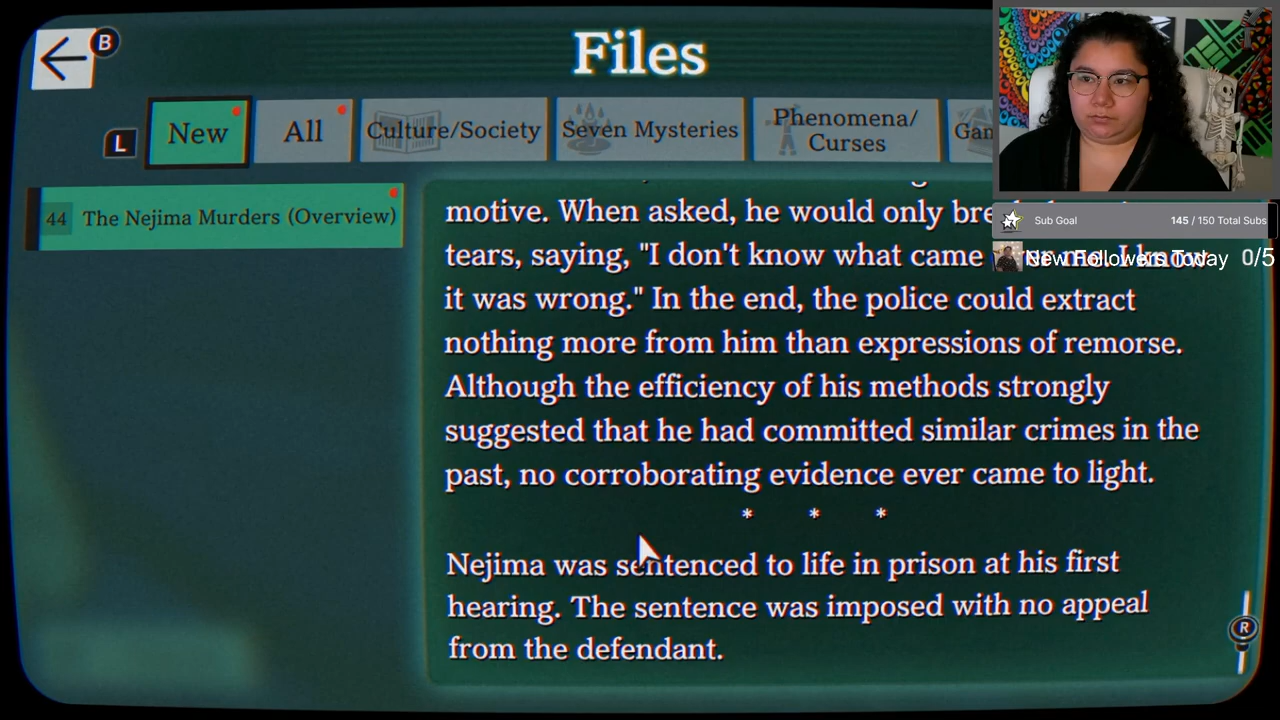 B
Files
L
New
All
Culture/Society
Seven Mysteries
Phenomena/
Curses
44 The Nejima Murders (Overview)
motive. When asked, he would only
tears, saying, "I don't know what came
it was wrong." In the end, the police could extract
nothing more from him than expressions of remorse.
Although the efficiency of his methods strongly
suggested that he had committed similar crimes in the
past, no corroborating evidence ever came to light.
* * *
Nejima was sentenced to life in prison at his first
hearing. The sentence was imposed with no appeal
from the defendant.
R
Sub Goal 145 / 150 Total Subs
New Followers Today 0/5